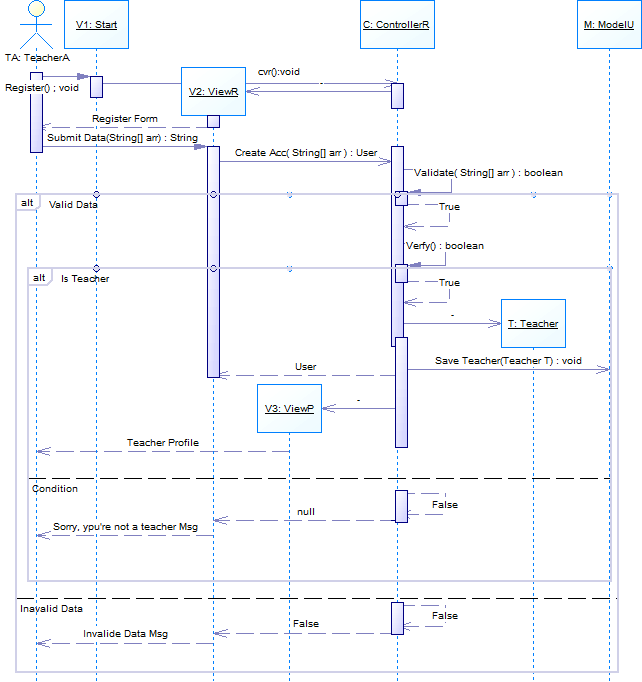 V1: Start
C: ControllerR
M: ModelU
TA: TeacherA
cvr():void
Register() ; void
V2: ViewR
Register Form
Submit Data(String[] arr) : String
Create Acc( String[] arr ) : User
Validate( String[] arr ) : boolean
alt
Valid Data
True
Verfy() : boolean
alt
Is Teacher
True
-
T: Teacher
Save Teacher(Teacher T) : void
User
-
V3: ViewP
Teacher Profile
Condition
False
null
Sorry, ypu're not a teacher Msg
Inavalid Data
False
False
Invalide Data Msg